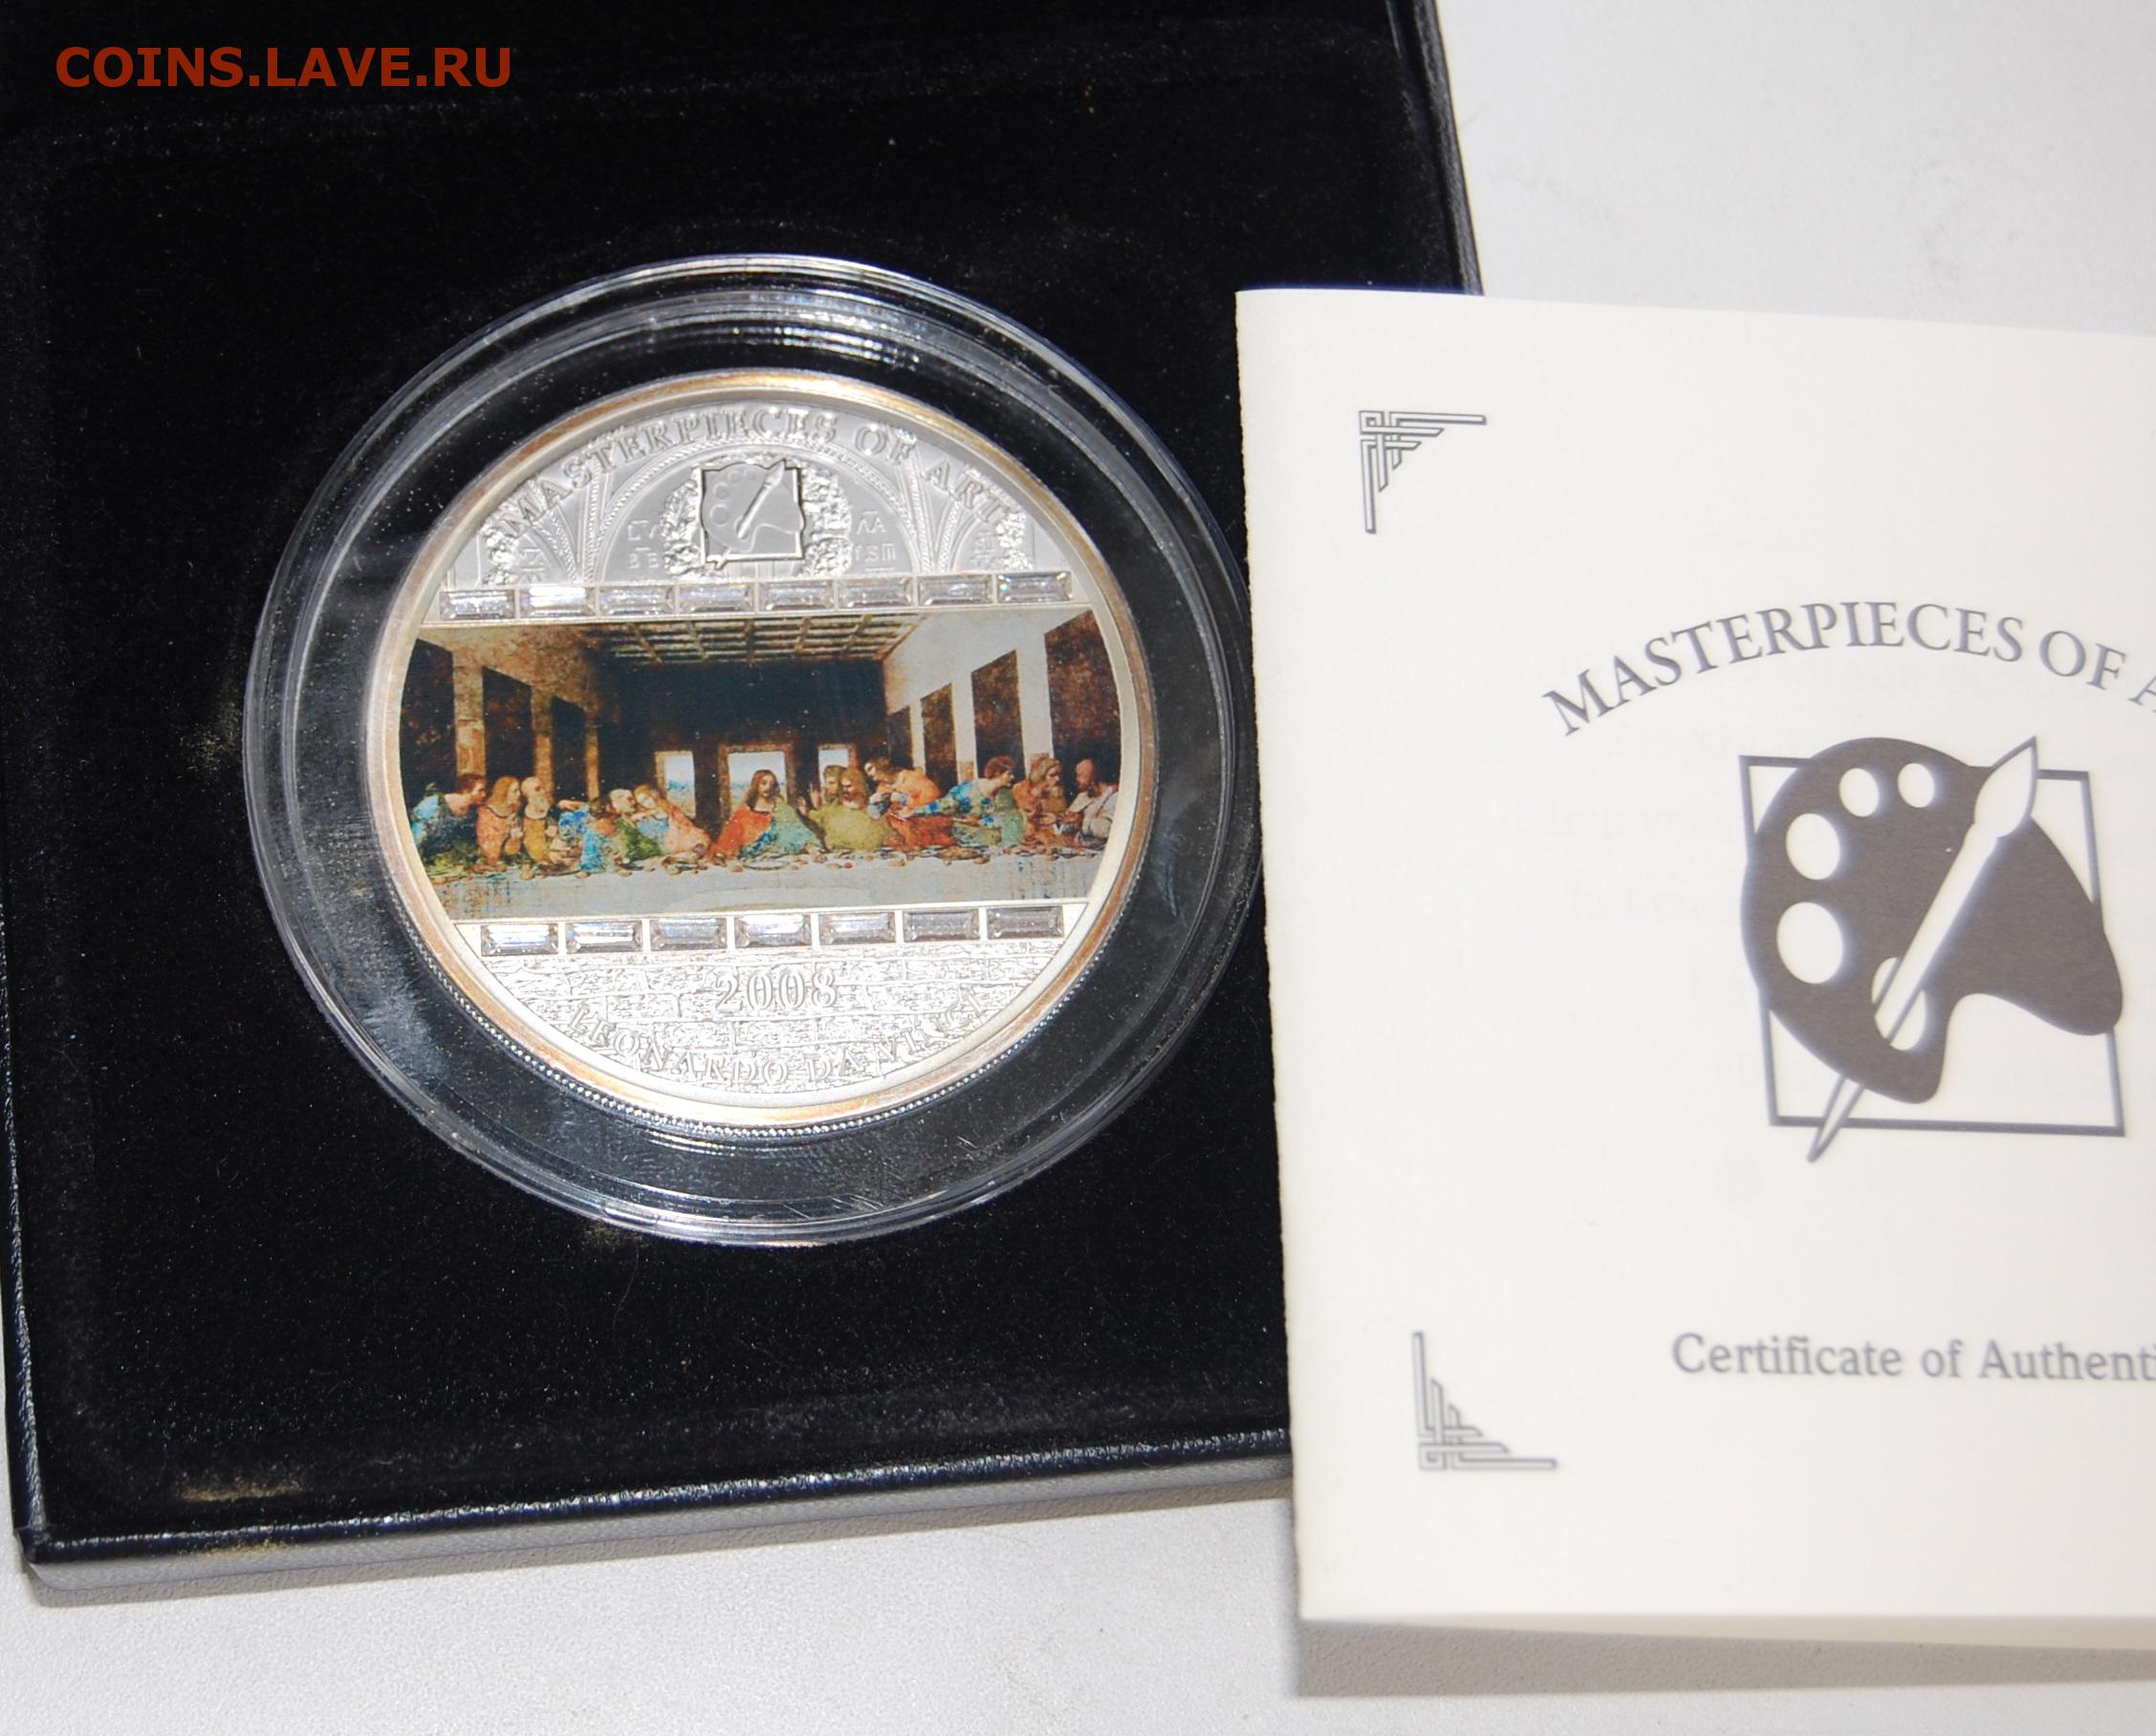 COINS.LAVE.RU
MASTERPIECES OF ART
2008
LEONARDO DA VINCI
MASTERPIECES OF A
Certificate of Authenti